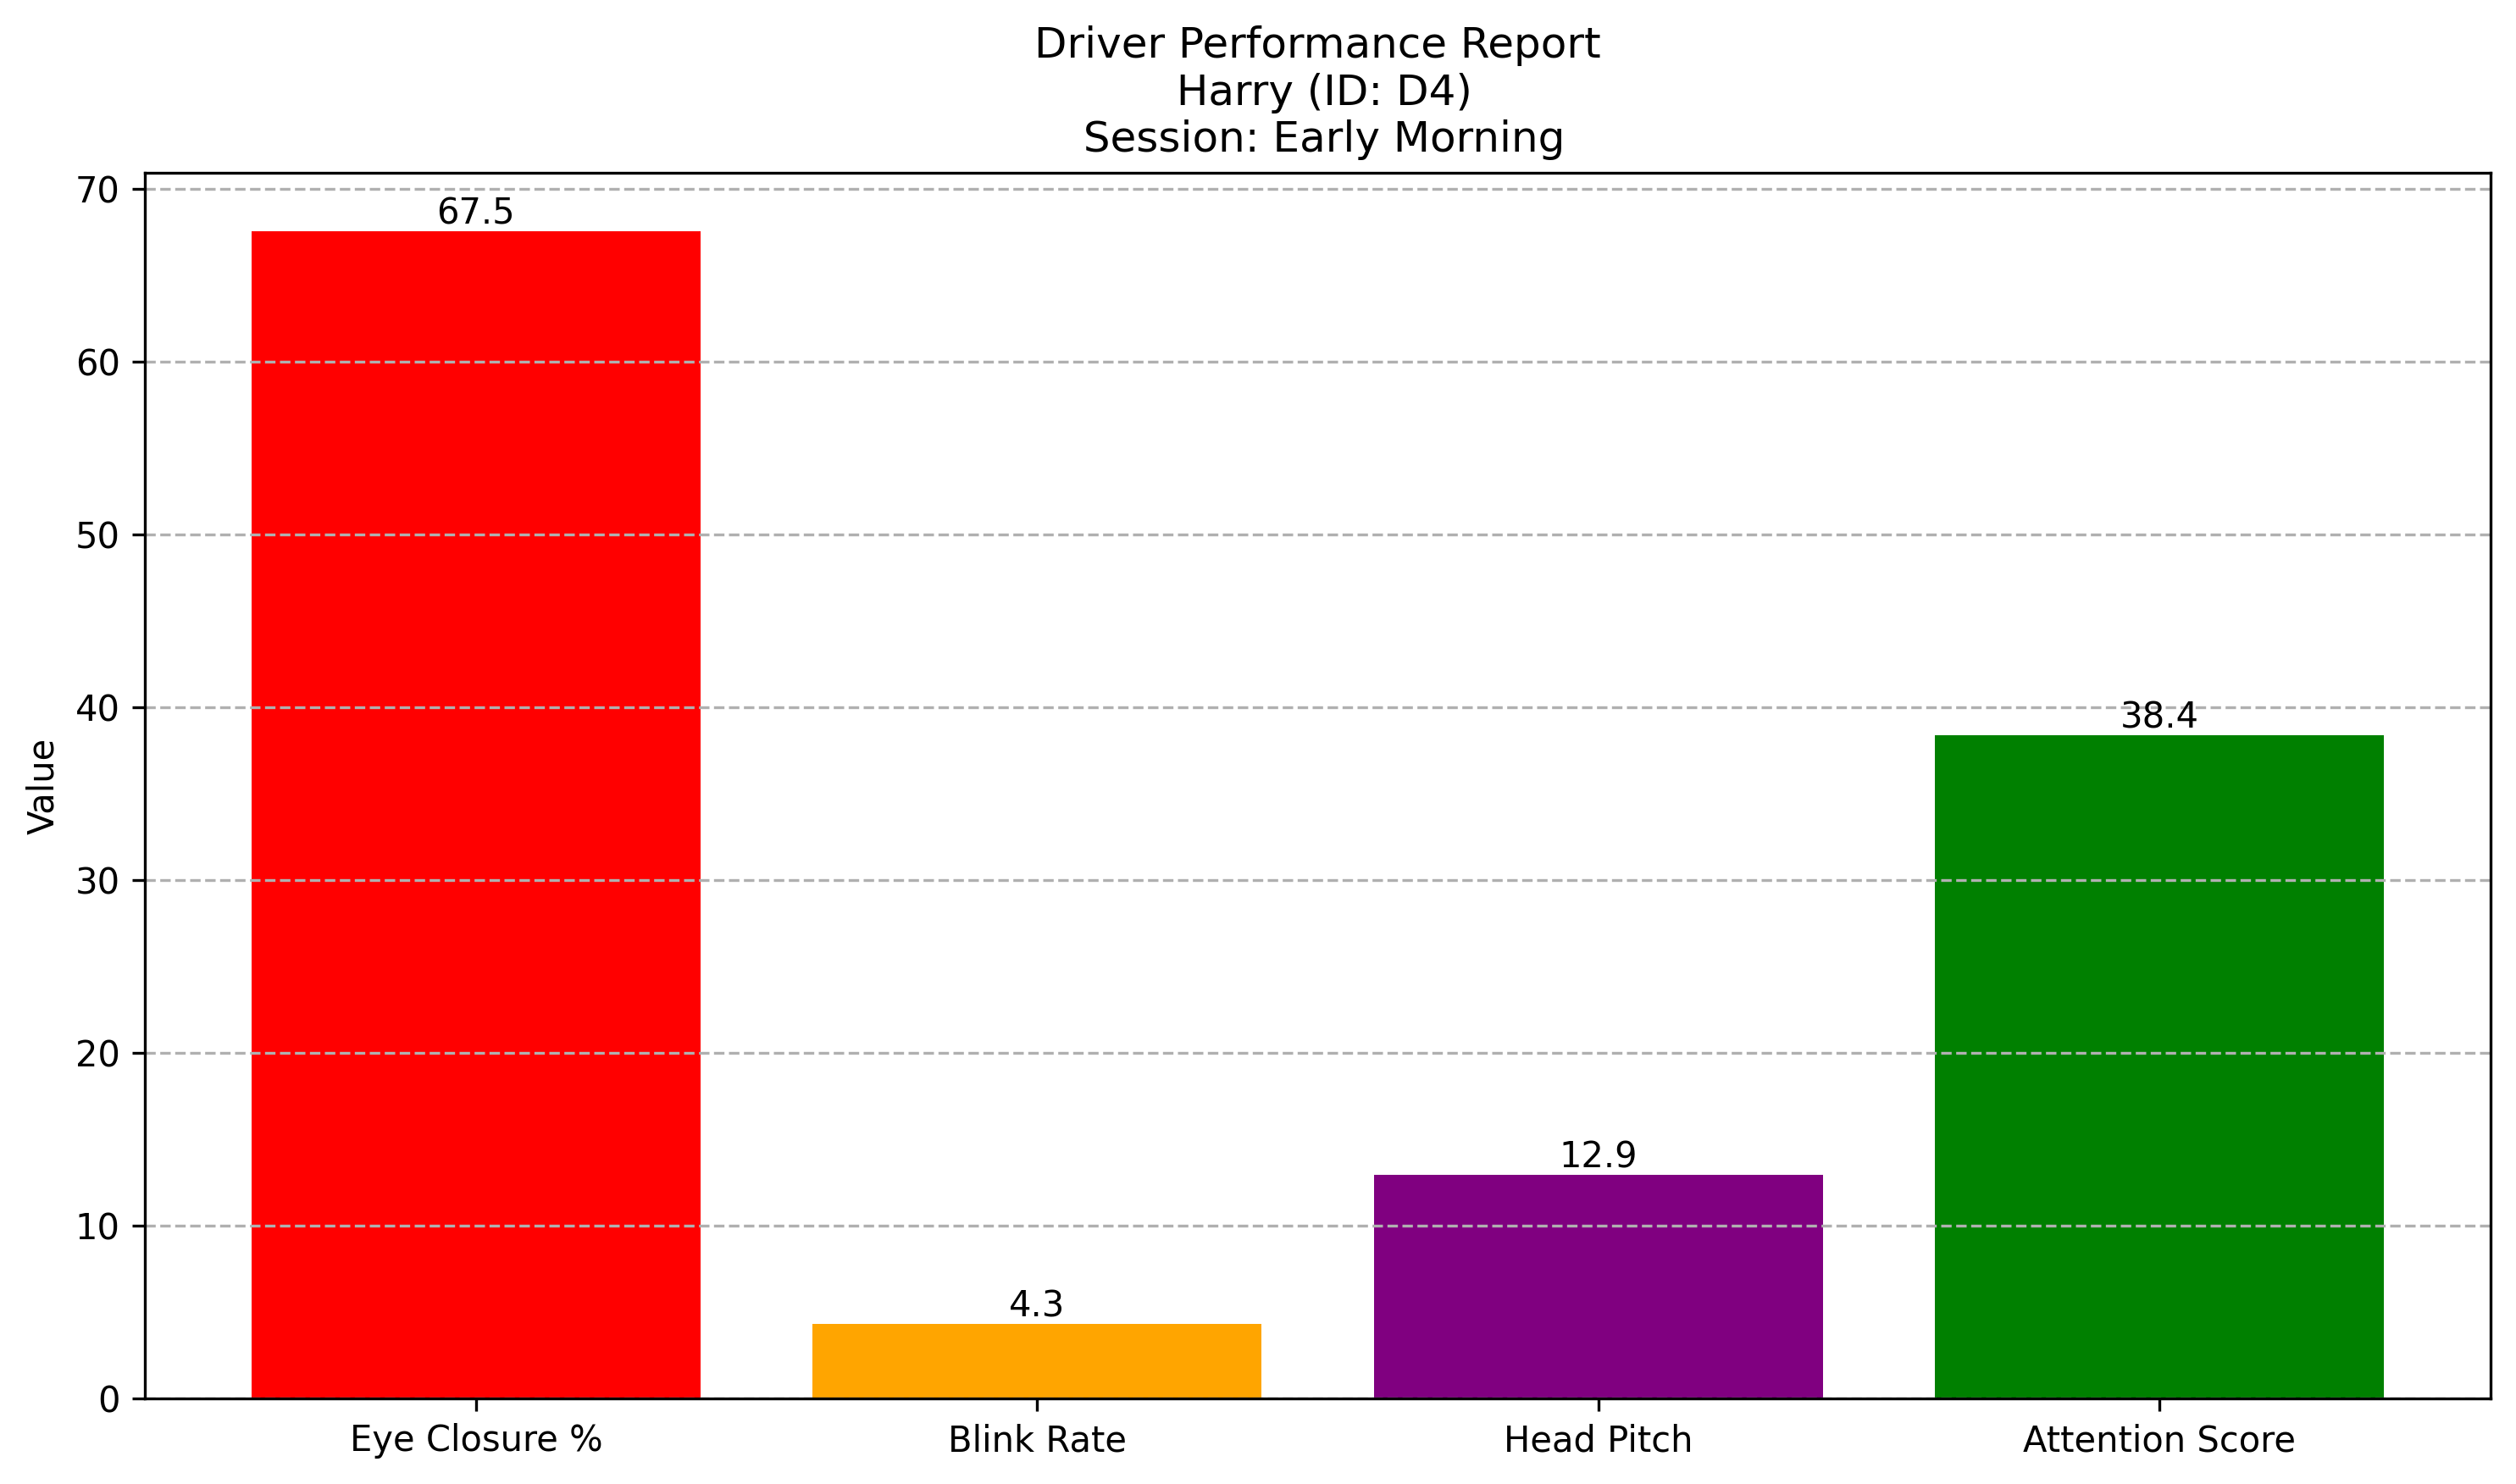 Driver Performance Report
Harry (ID: D4)
Session: Early Morning
70
60
50
40
30
20
10
0
Value
67.5
4.3
12.9
38.4
Eye Closure %
Blink Rate
Head Pitch
Attention Score